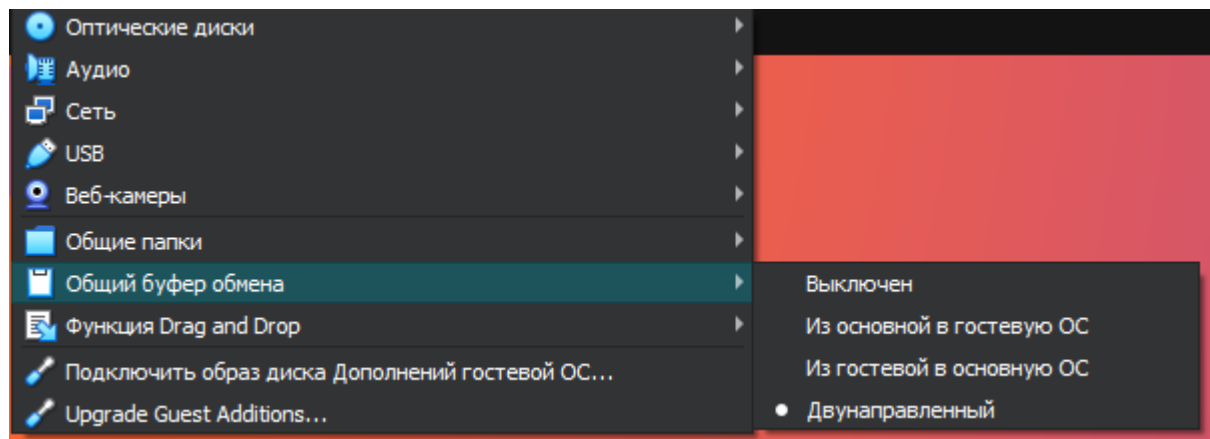 Оптические диски
Аудио
Сеть
USB
Веб-камеры
Общие папки
Общий буфер обмена
Функция Drag and Drop
Подключить образ диска Дополнений гостевой ОС...
Upgrade Guest Additions...
Выключен
Из основной в гостевую ОС
Из гостевой в основную ОС
Двунаправленный